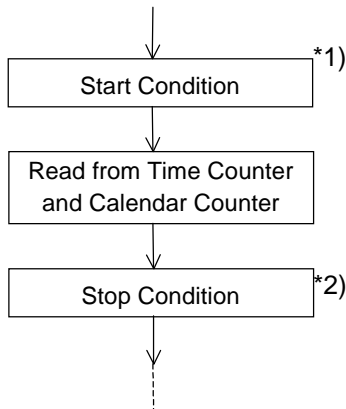 *1)
Start Condition
Read from Time Counter
and Calendar Counter
*2)
Stop Condition